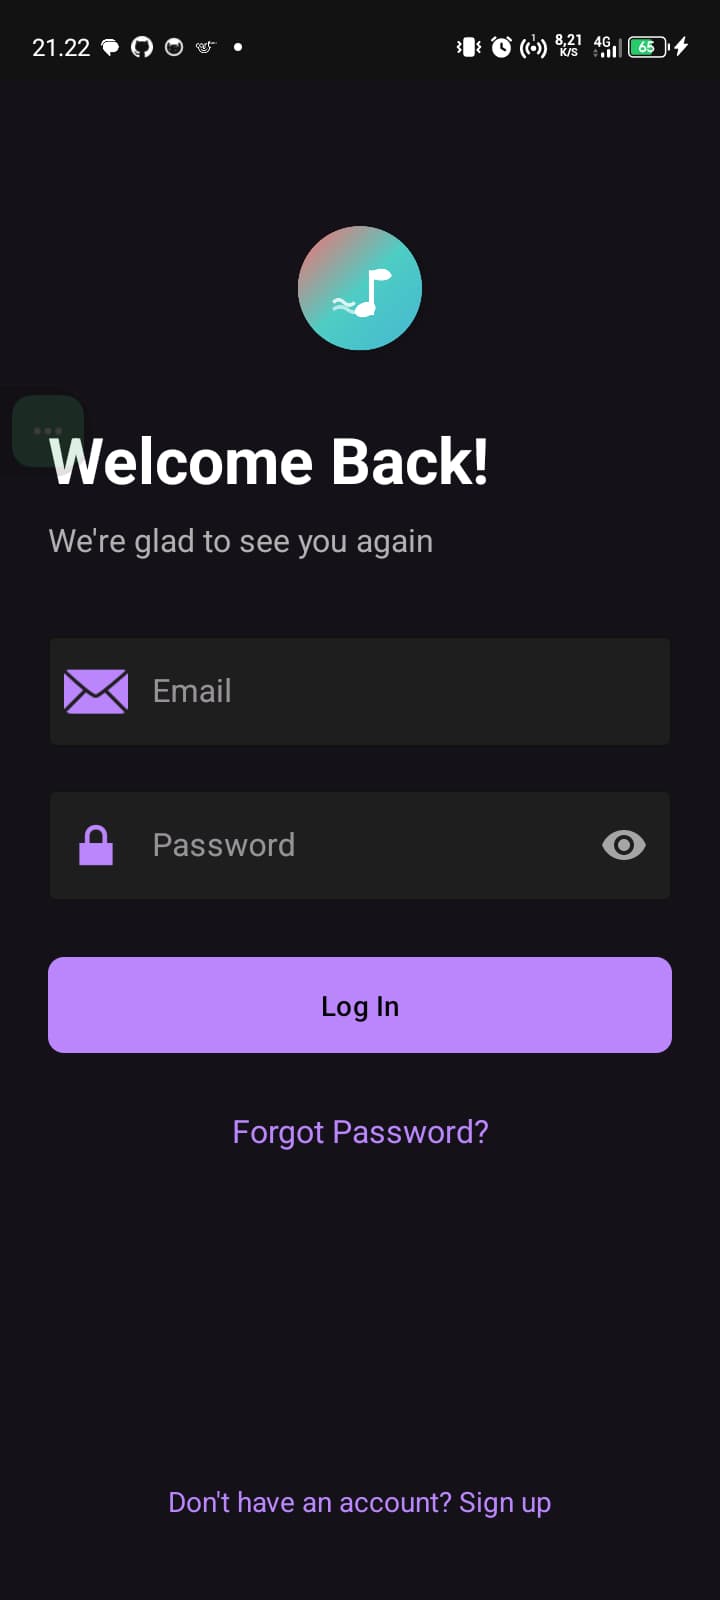 21.22
1
8,21
K/S
4G
65
Welcome Back!
We're glad to see you again
Email
Password
Log In
Forgot Password?
Don't have an account? Sign up